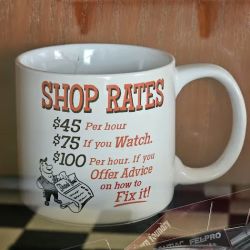 SHOP RATES
$45 Per hour
$75 If you Watch.
$100 Per hour. If you
Offer Advice
on how to
Fix it!
FELPRO